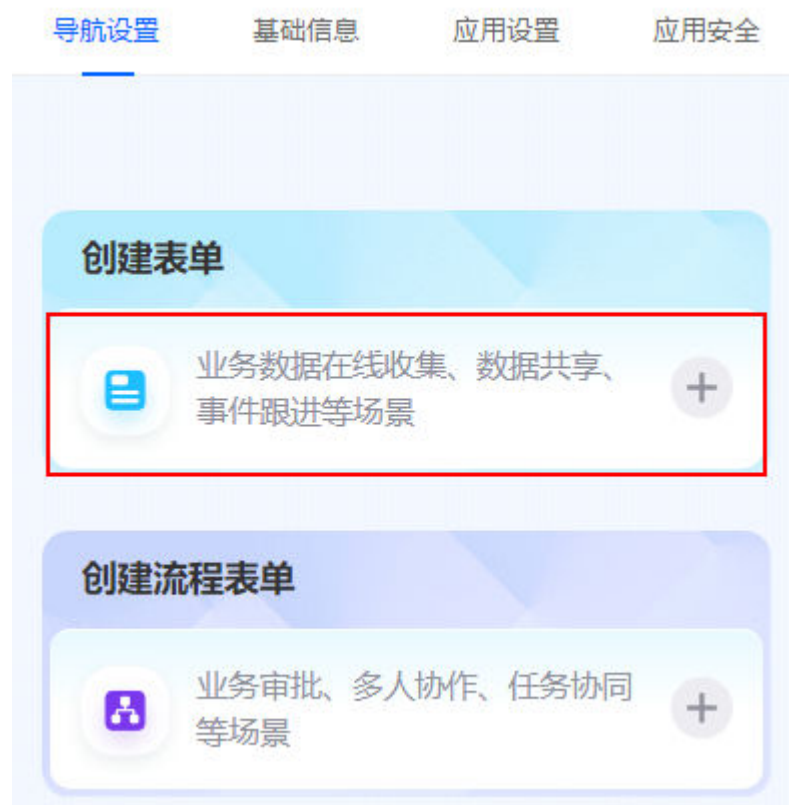 导航设置 基础信息 应用设置 应用安全
创建表单
业务数据在线收集、数据共享、
事件跟进等场景
创建流程表单
业务审批、多人协作、任务协同
等场景